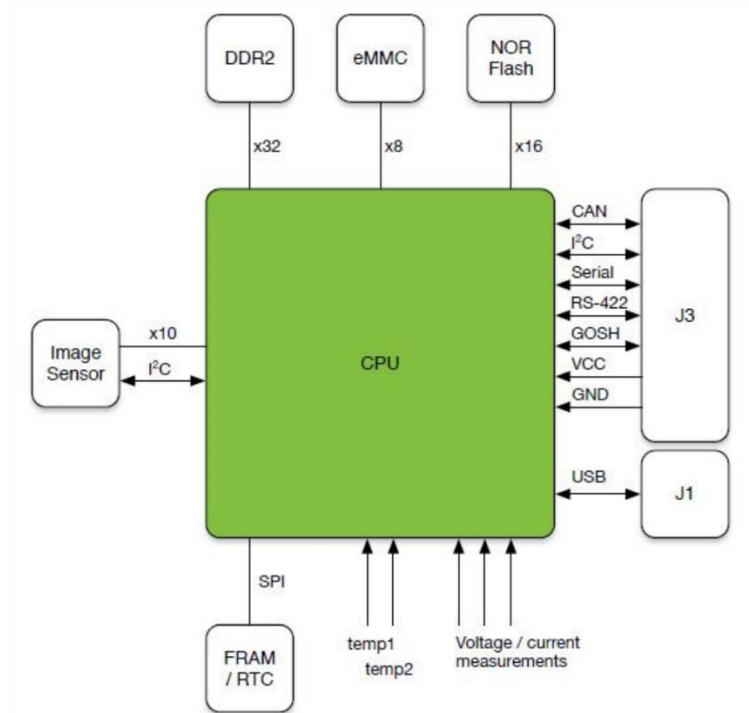 DDR2
eMMC
NOR
Flash
x32
x8
x16
CAN
I²C
Serial
RS-422
GOSH
VCC
GND
J3
x10
Image
Sensor
I²C
CPU
USB
J1
SPI
FRAM
/ RTC
temp1
temp2
Voltage / current
measurements